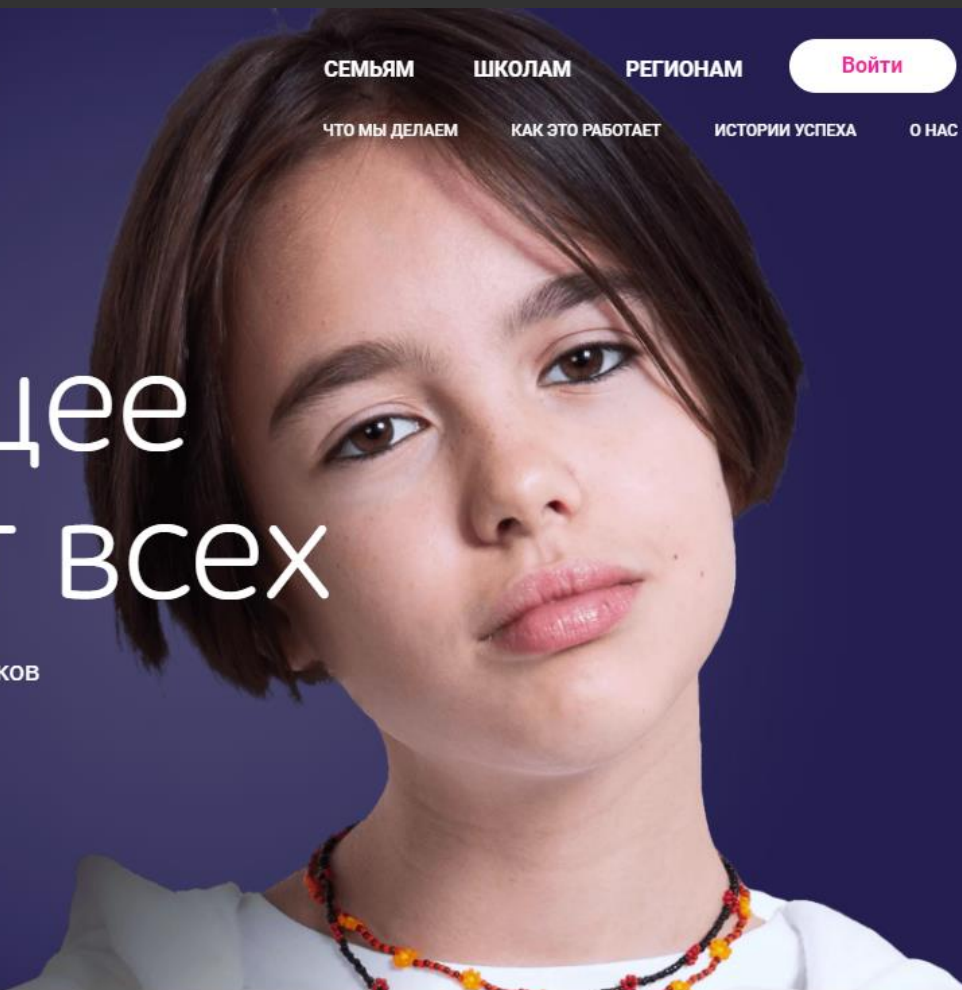 СЕМЬЯМ ШКОЛАМ РЕГИОНАМ Войти
ЧТО МЫ ДЕЛАЕМ КАК ЭТО РАБОТАЕТ ИСТОРИИ УСПЕХА О НАС
щее
т всех
ков